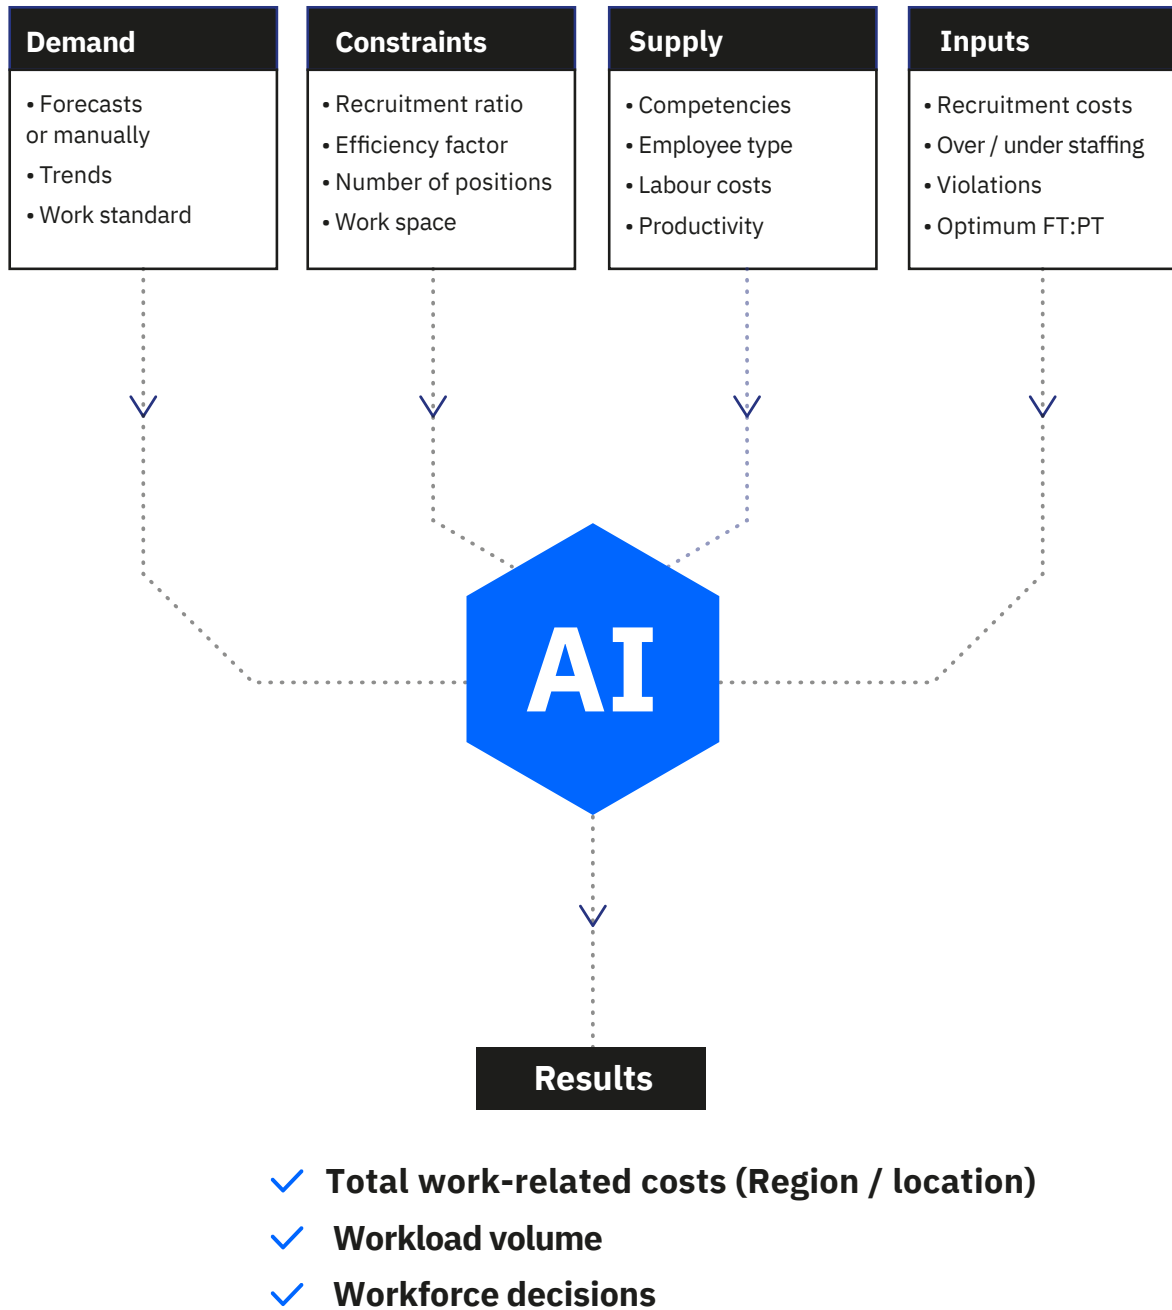 Demand
• Forecasts
or manually
• Trends
• Work standard
Constraints
• Recruitment ratio
• Efficiency factor
• Number of positions
• Work space
Supply
• Competencies
• Employee type
• Labour costs
• Productivity
Inputs
• Recruitment costs
• Over / under staffing
• Violations
• Optimum FT:PT
AI
Results
Total work-related costs (Region / location)
Workload volume
Workforce decisions